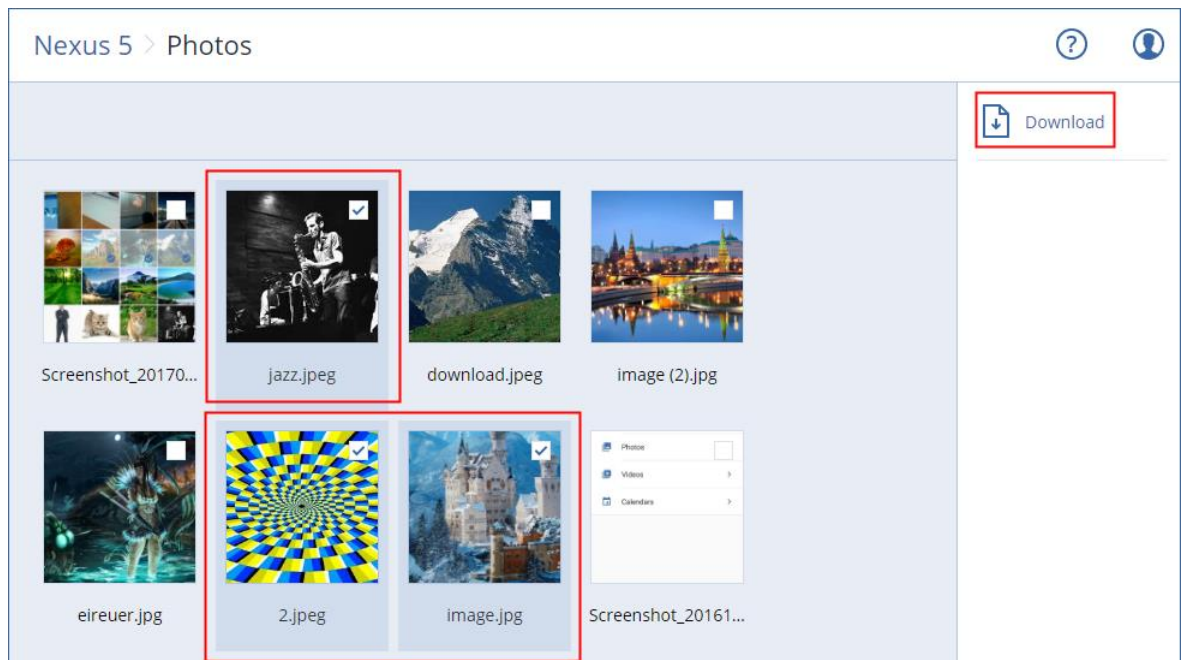 Nexus 5 > Photos
Download
Screenshot_20170...
jazz.jpeg
download.jpeg
image (2).jpg
Photos
Videos
Calendars
eireuer.jpg
2.jpeg
image.jpg
Screenshot_20161...